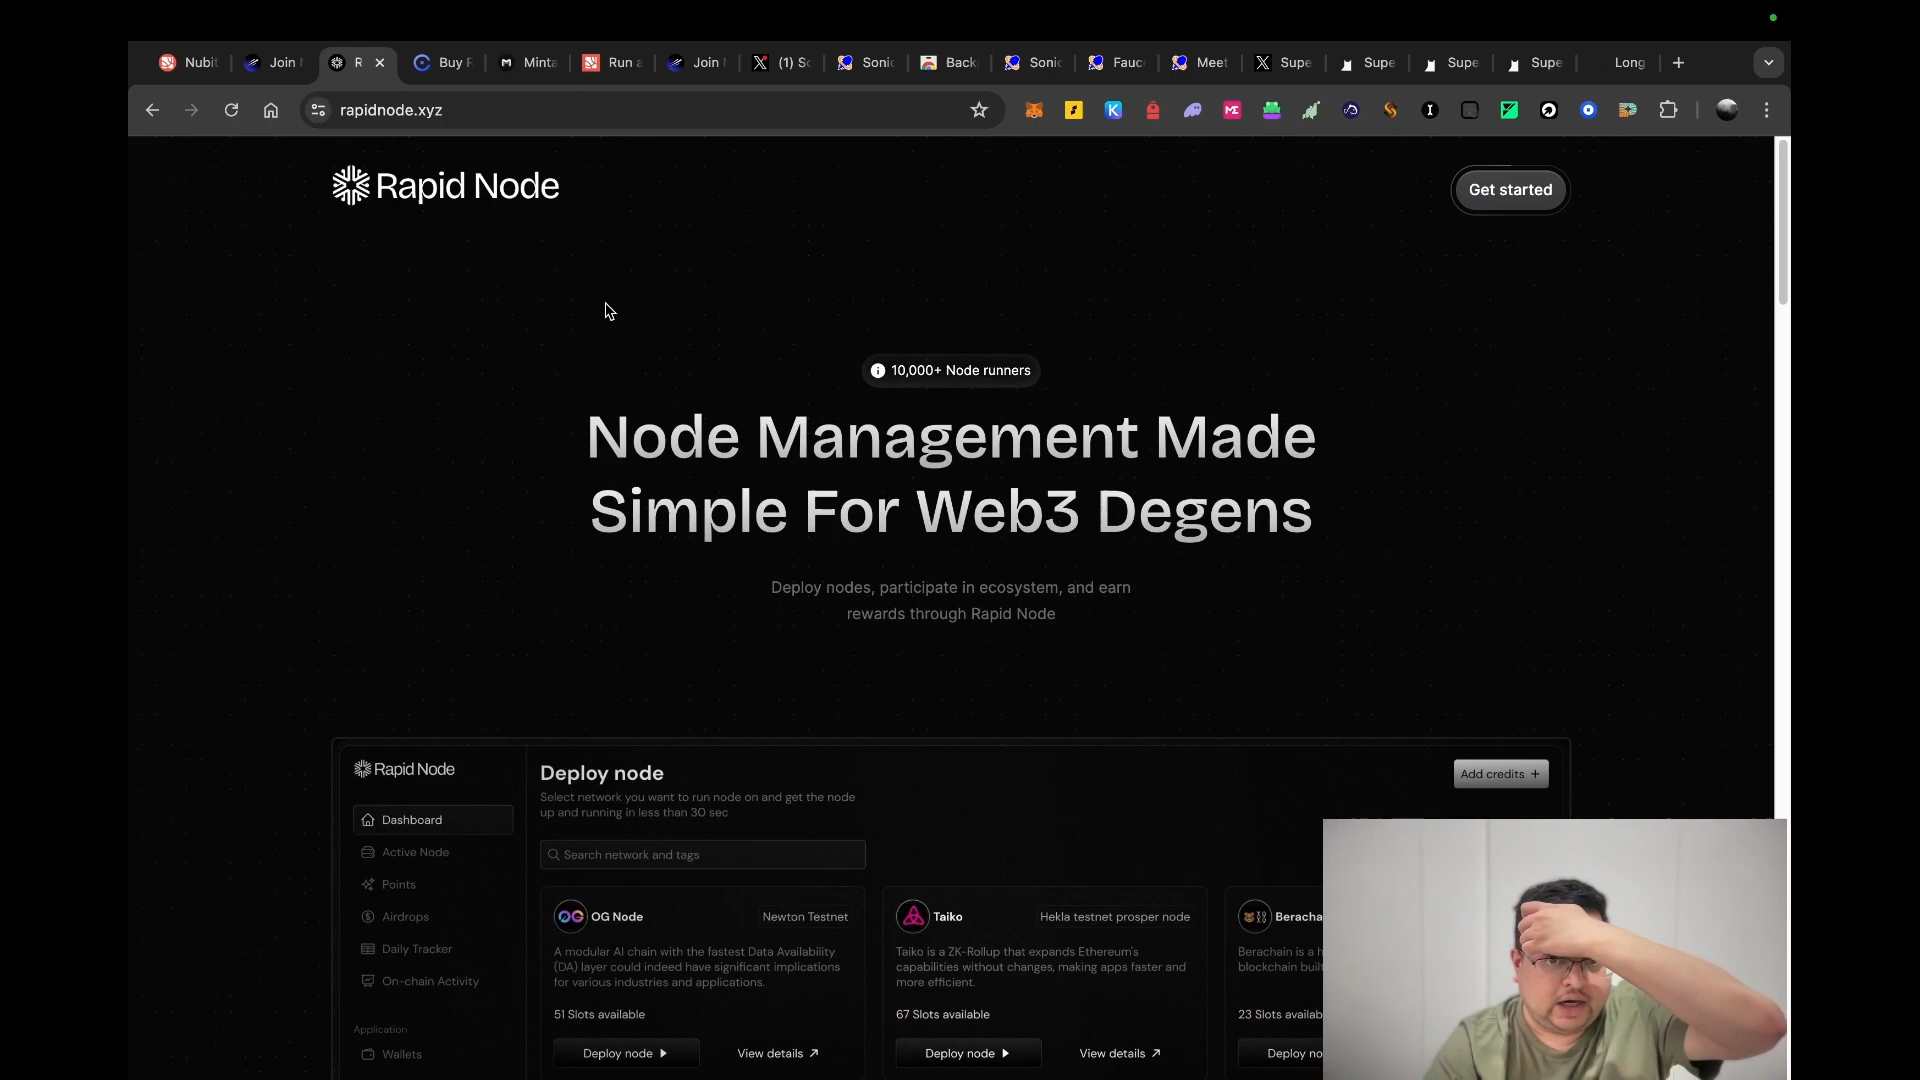 Nubit
Join
R
Buy R
Minta
Run a
Join
(1) So
Sonic
Back
Sonic
Fauc
Meet
Supe
Supe
Supe
Supe
Long
rapidnode.xyz
Rapid Node
Get started
10,000+ Node runners
Node Management Made
Simple For Web3 Degens
Deploy nodes, participate in ecosystem, and earn
rewards through Rapid Node
Rapid Node
Dashboard
Active Node
Points
Airdrops
Daily Tracker
On-chain Activity
Application
Wallets
Deploy node
Select network you want to run node on and get the node
up and running in less than 30 sec
Add credits +
Search network and tags
OG Node
Newton Testnet
A modular AI chain with the fastest Data Availability
(DA) layer could indeed have significant implications
for various industries and applications.
51 Slots available
Deploy node
View details
Taiko
Hekla testnet prosper node
Taiko is a ZK-Rollup that expands Ethereum's
capabilities without changes, making apps faster and
more efficient.
67 Slots available
Deploy node
View details
Beracha
Berachain is a h
blockchain built
23 Slots availab
Deploy no